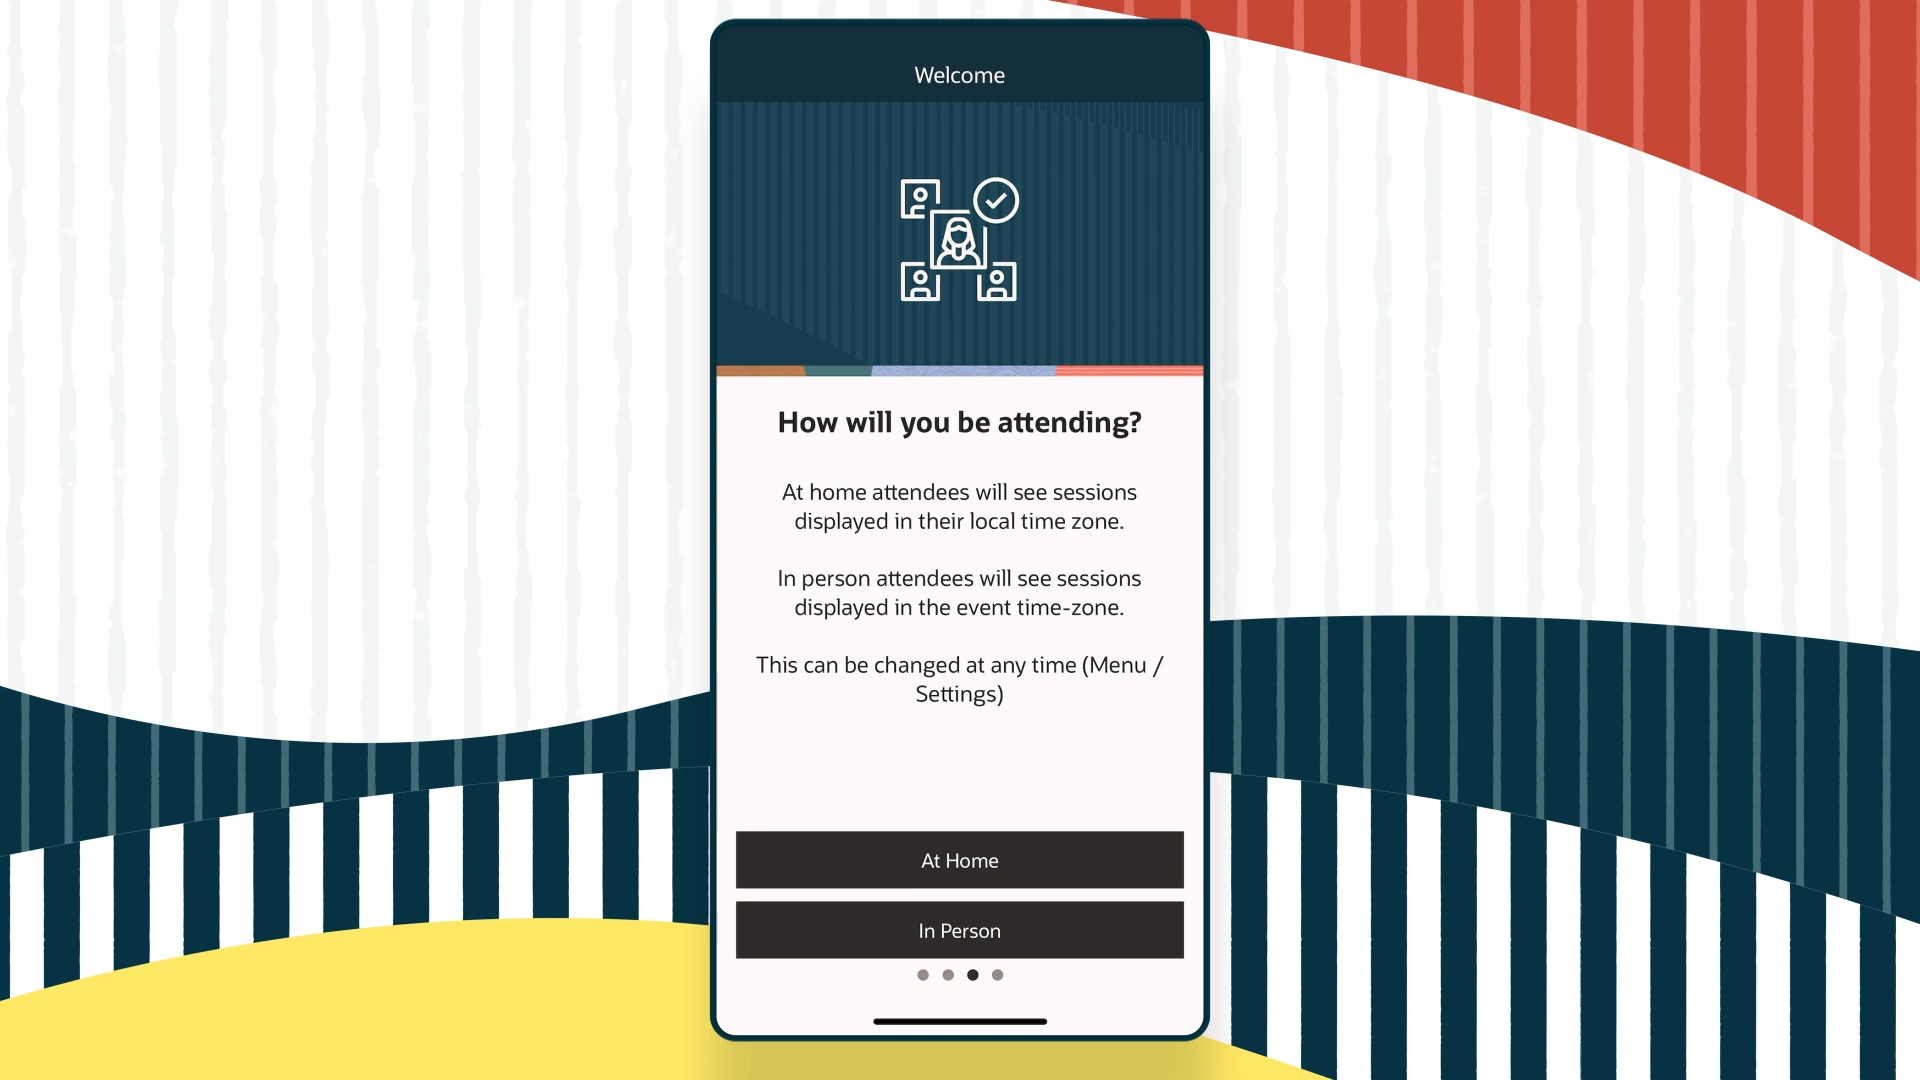 Welcome
How will you be attending?
At home attendees will see sessions
displayed in their local time zone.
In person attendees will see sessions
displayed in the event time-zone.
This can be changed at any time (Menu /
Settings)
At Home
In Person